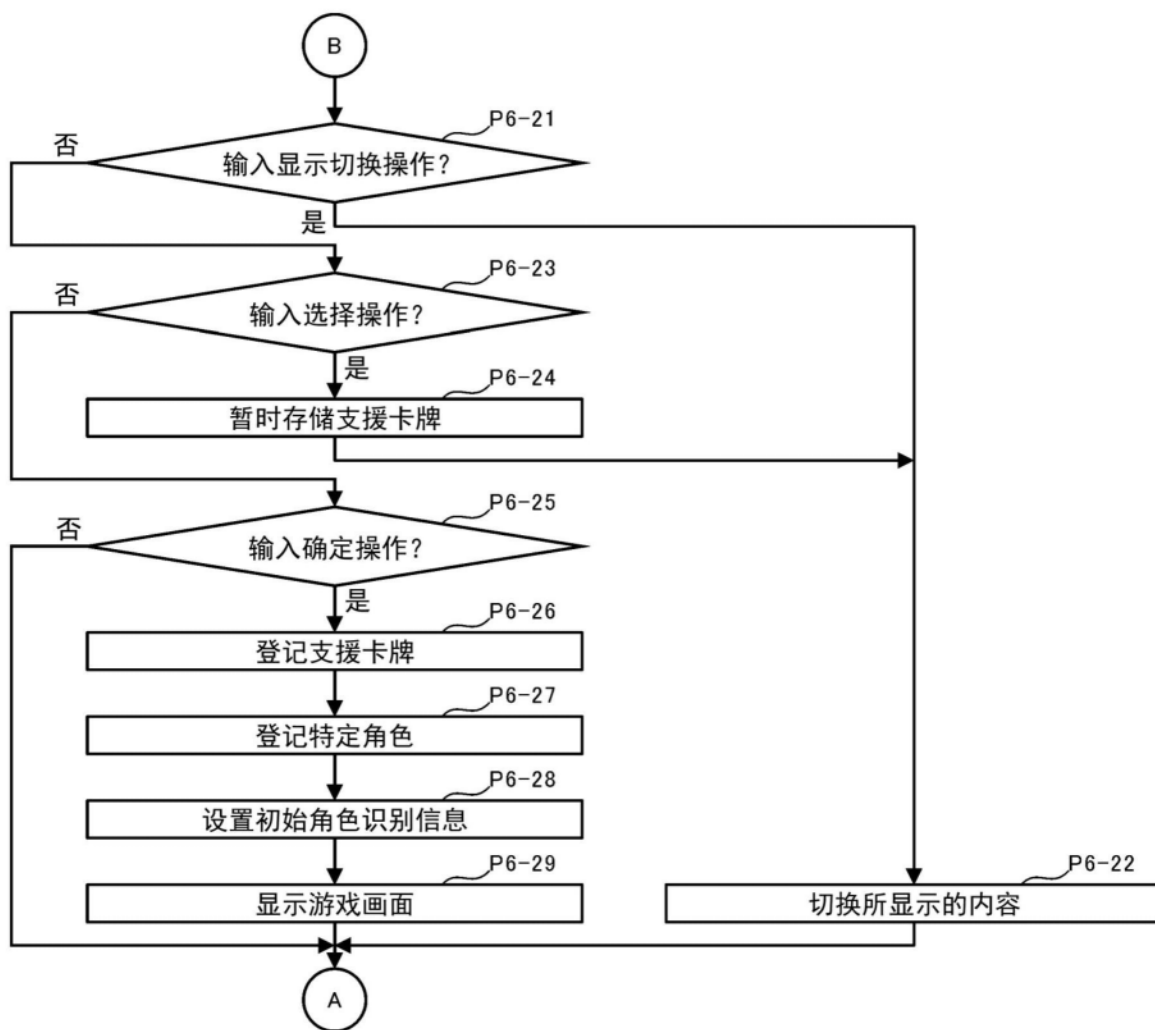 B
P6-21
否
输入显示切换操作?
是
P6-23
否
输入选择操作?
是
P6-24
暂时存储支援卡牌
P6-25
否
输入确定操作?
是
P6-26
登记支援卡牌
P6-27
登记特定角色
P6-28
设置初始角色识别信息
P6-29
显示游戏画面
P6-22
切换所显示的内容
A